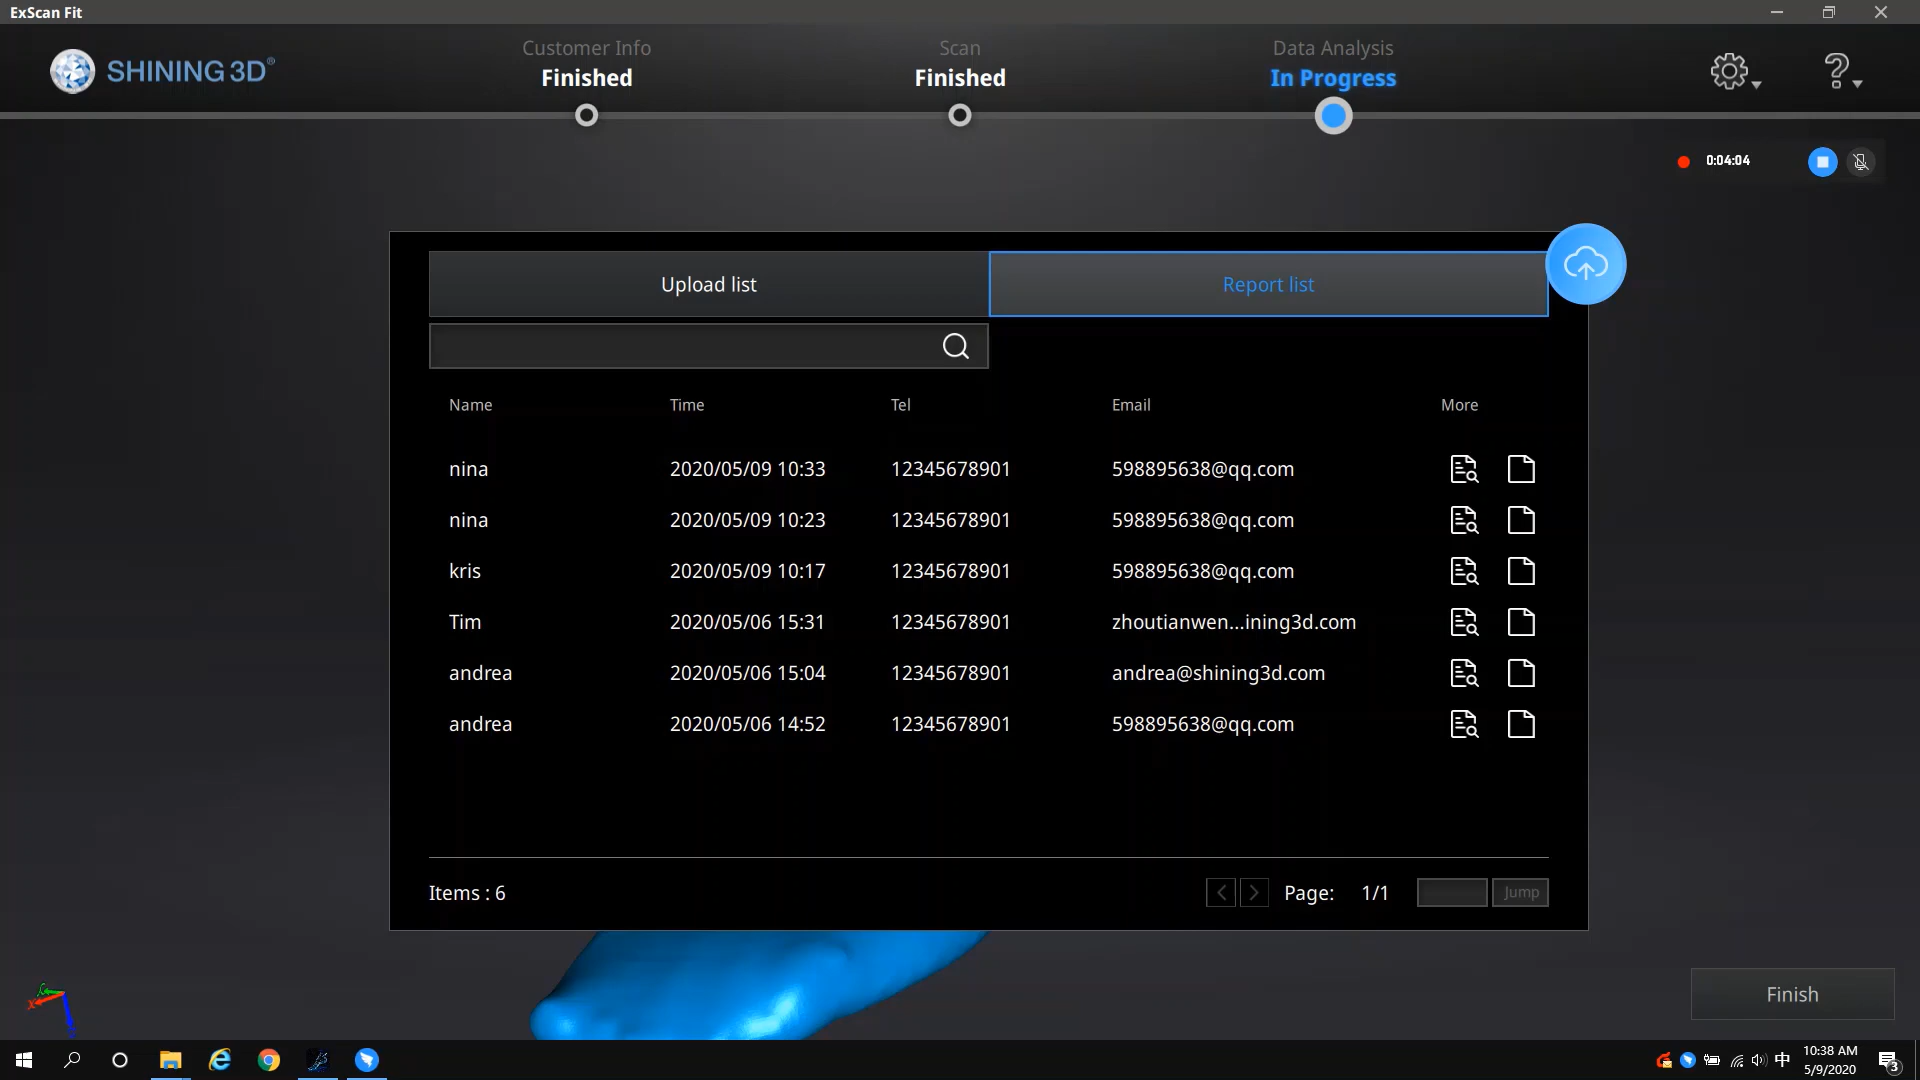 ExScan Fit
SHINING 3D®
Customer Info
Finished
Scan
Finished
Data Analysis
In Progress
0:04:04
Upload list
Report list
Name Time Tel Email More
nina 2020/05/09 10:33 12345678901 598895638@qq.com
nina 2020/05/09 10:23 12345678901 598895638@qq.com
kris 2020/05/09 10:17 12345678901 598895638@qq.com
Tim 2020/05/06 15:31 12345678901 zhoutianwen...ining3d.com
andrea 2020/05/06 15:04 12345678901 andrea@shining3d.com
andrea 2020/05/06 14:52 12345678901 598895638@qq.com
Items : 6
Page: 1/1 Jump
Finish
中
10:38 AM
5/9/2020
3